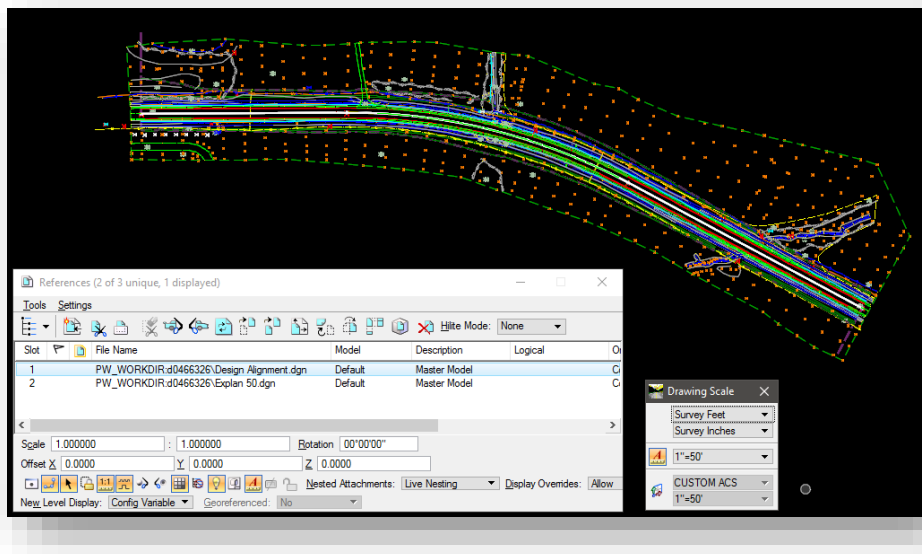 References (2 of 3 unique, 1 displayed)
Tools Settings
Hilite Mode: None
Slot File Name Model Description Logical
1 PW_WORKDIR:d0466326\Design Alignment.dgn Default Master Model
2 PW_WORKDIR:d0466326\Explan 50.dgn Default Master Model
Scale 1.000000 : 1.000000 Rotation 00°00'00"
Offset X 0.0000 Y 0.0000 Z 0.0000
1:1 Nested Attachments: Live Nesting Display Overrides: Allow
New Level Display: Config Variable Georeferenced: No
Drawing Scale
Survey Feet
Survey Inches
1"=50'
CUSTOM ACS
1"=50'